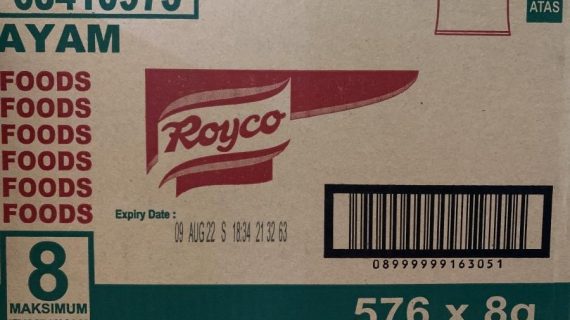 AYAM
ATAS
FOODS
FOODS
FOODS
FOODS
FOODS
FOODS
Royco
Expiry Date :
09 AUG 22 S 18:34 21 32 63
08999999163051
8
MAKSIMUM
576 x 8g